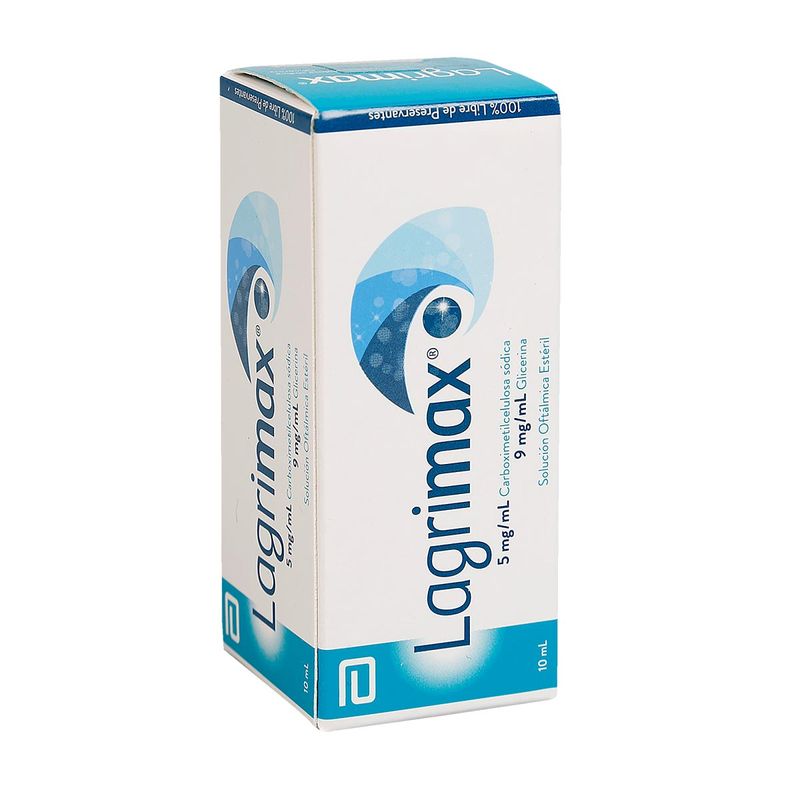 Lagrimax®
100% Libre de Preservantes
100% Libre de Preservantes
Lagrimax®
5 mg/mL Carboximetilcelulosa sódica
9 mg/mL Glicerina
Solución Oftálmica Estéril
10 mL
Lagrimax®
5 mg/mL Carboximetilcelulosa sódica
9 mg/mL Glicerina
Solución Oftálmica Estéril
10 mL